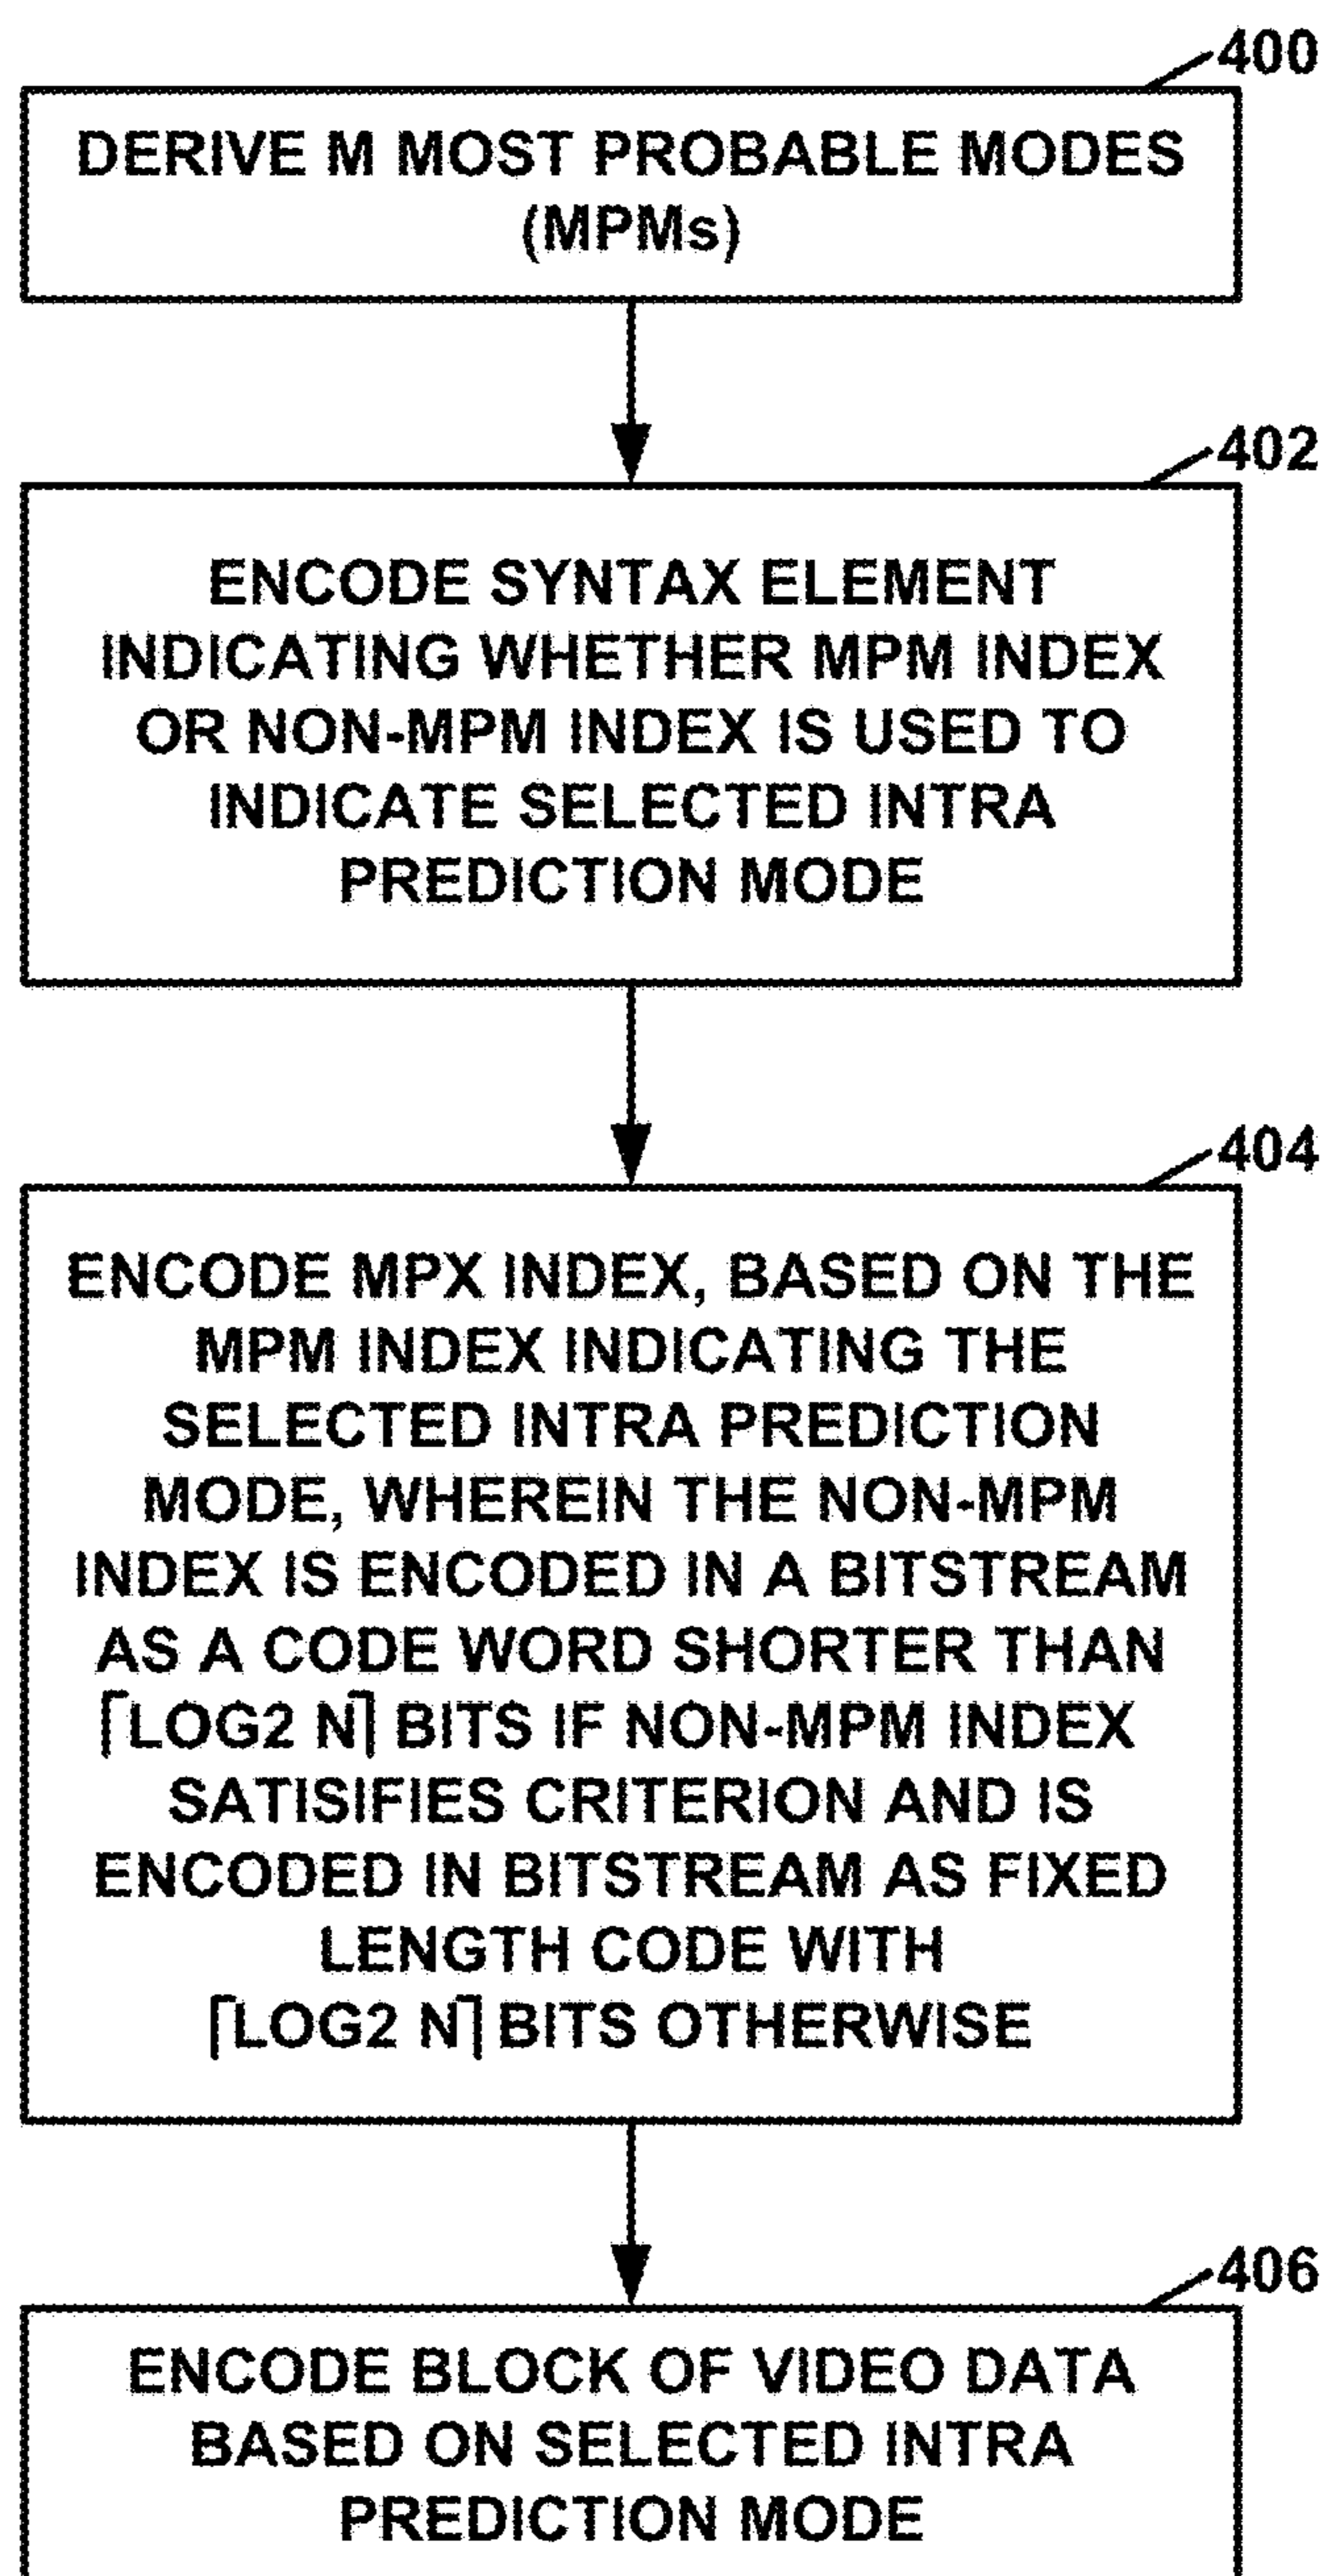 400
DERIVE M MOST PROBABLE MODES
(MPMs)
402
ENCODE SYNTAX ELEMENT
INDICATING WHETHER MPM INDEX
OR NON-MPM INDEX IS USED TO
INDICATE SELECTED INTRA
PREDICTION MODE
404
ENCODE MPX INDEX, BASED ON THE
MPM INDEX INDICATING THE
SELECTED INTRA PREDICTION
MODE, WHEREIN THE NON-MPM
INDEX IS ENCODED IN A BITSTREAM
AS A CODE WORD SHORTER THAN
⌈LOG2 N⌉ BITS IF NON-MPM INDEX
SATISIFIES CRITERION AND IS
ENCODED IN BITSTREAM AS FIXED
LENGTH CODE WITH
⌈LOG2 N⌉ BITS OTHERWISE
406
ENCODE BLOCK OF VIDEO DATA
BASED ON SELECTED INTRA
PREDICTION MODE